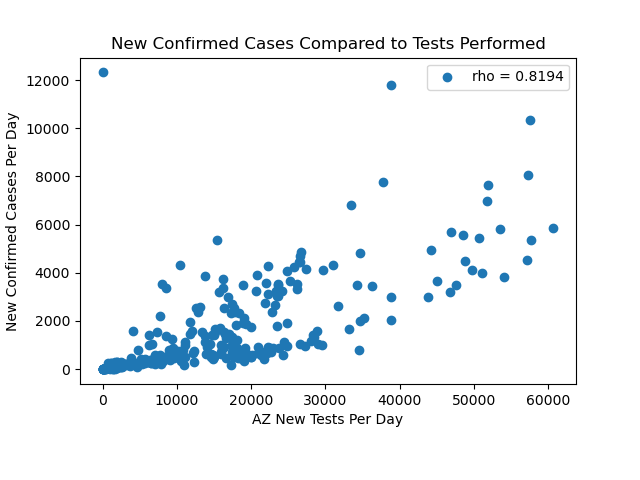 New Confirmed Cases Compared to Tests Performed
rho = 0.8194
New Confirmed Caeses Per Day
12000
10000
8000
6000
4000
2000
0
0 10000 20000 30000 40000 50000 60000
AZ New Tests Per Day